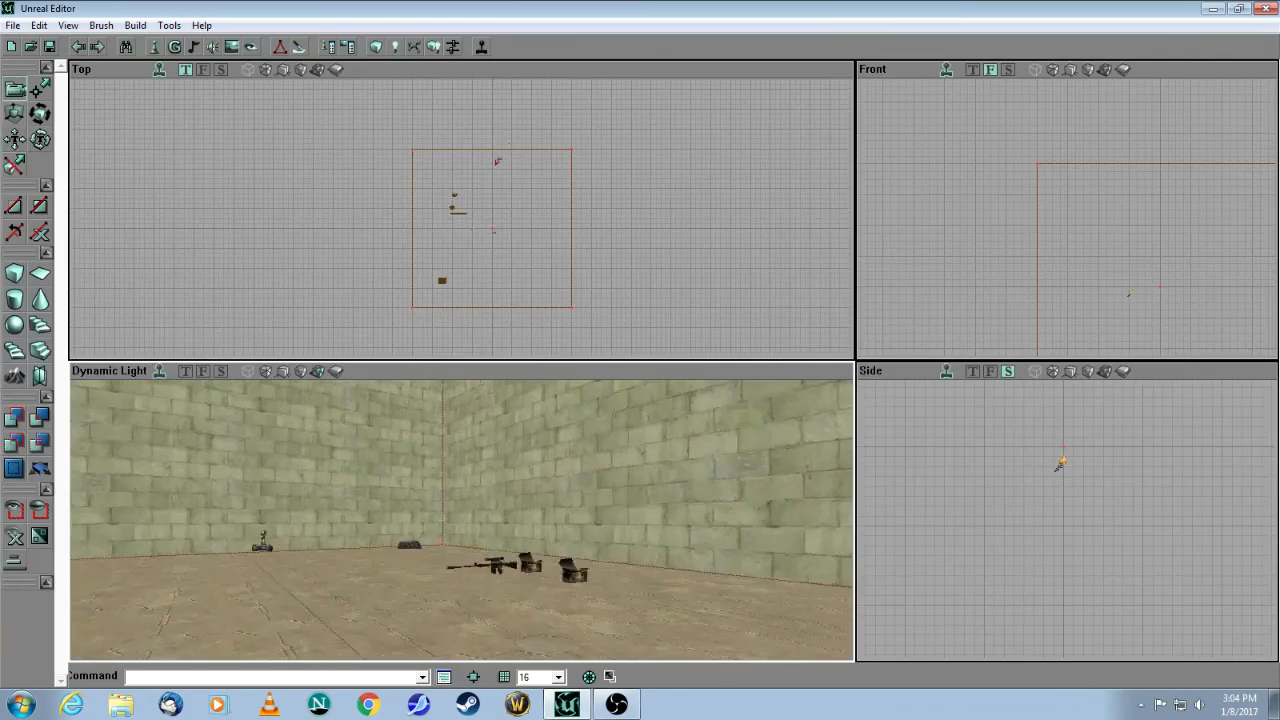 Unreal Editor
File Edit View Brush Build Tools Help
Top T F S
Front T F S
Dynamic Light T F S
Side T F S
Command 16
3:04 PM
1/8/2017